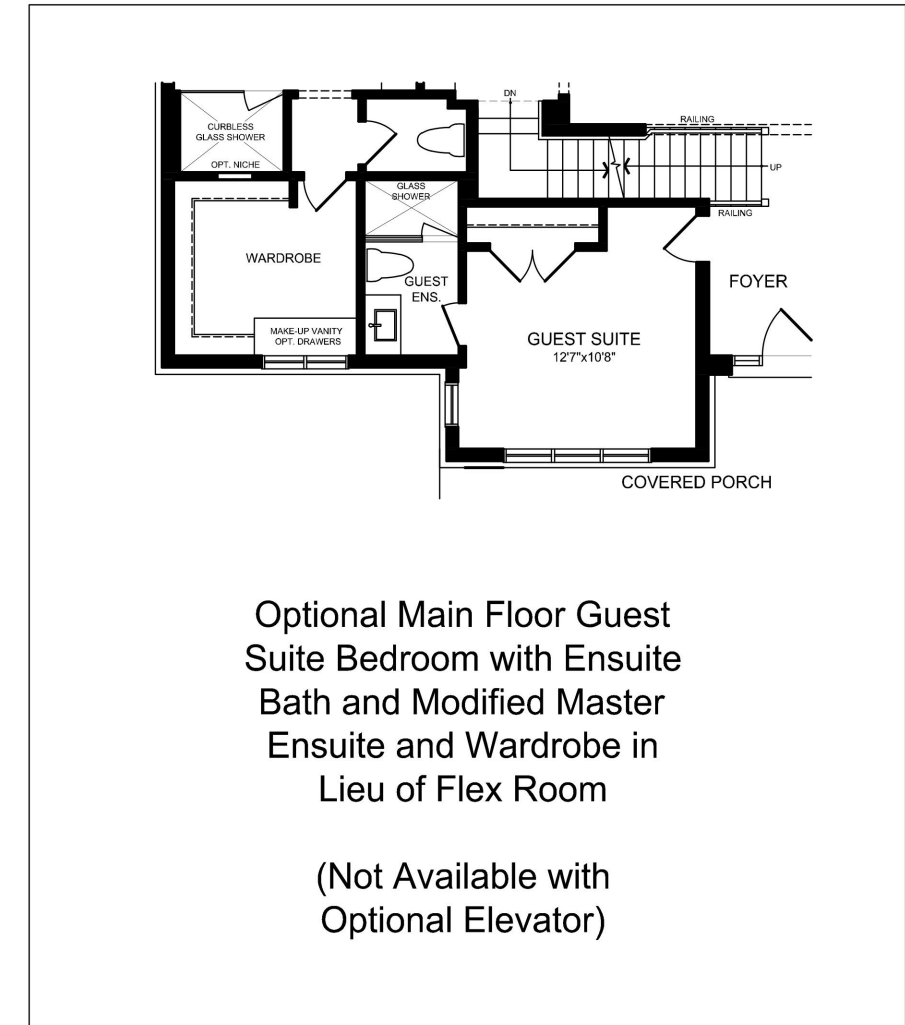 DN
RAILING
CURBLESS
GLASS SHOWER
OPT. NICHE
UP
GLASS
SHOWER
RAILING
WARDROBE
GUEST
ENS.
FOYER
MAKE-UP VANITY
OPT. DRAWERS
GUEST SUITE
12'7"x10'8"
COVERED PORCH
Optional Main Floor Guest
Suite Bedroom with Ensuite
Bath and Modified Master
Ensuite and Wardrobe in
Lieu of Flex Room
(Not Available with
Optional Elevator)